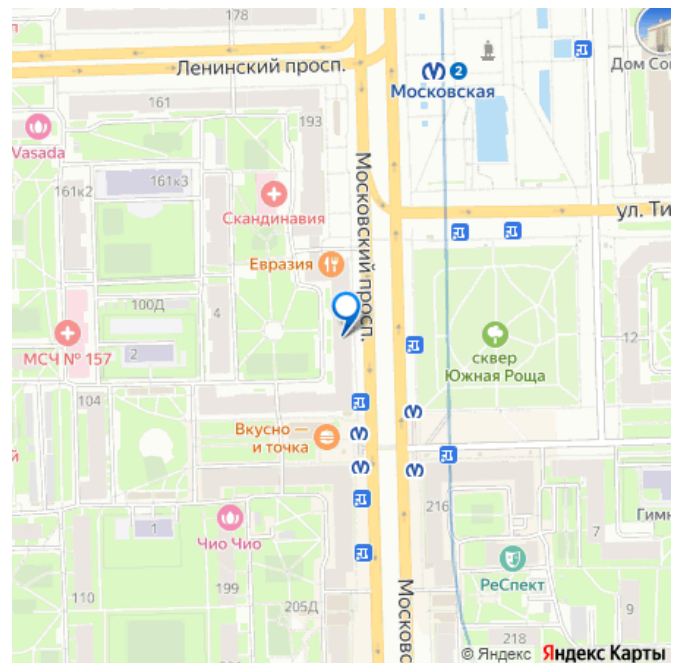 178
Ленинский просп.
2
Московская
Дом Со
161
193
Vasada
161к2
161к3
Скандинавия
Московский просп.
ул. Ти
Евразия
100Д
4
2
МСЧ № 157
12
сквер
Южная Роща
104
Вкусно —
и точка
й
216
1
Чио Чио
Гимн
7
РеСпект
110
199
205Д
Московс
9
218
© Яндекс Яндекс Карты